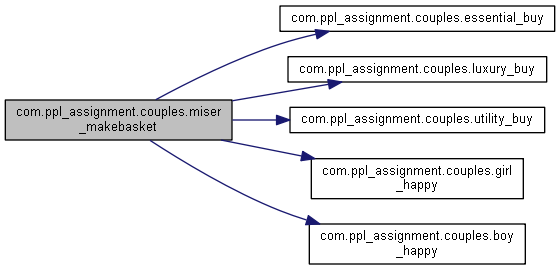 com.ppl_assignment.couples.essential_buy
com.ppl_assignment.couples.luxury_buy
com.ppl_assignment.couples.miser
_makebasket
com.ppl_assignment.couples.utility_buy
com.ppl_assignment.couples.girl
_happy
com.ppl_assignment.couples.boy
_happy